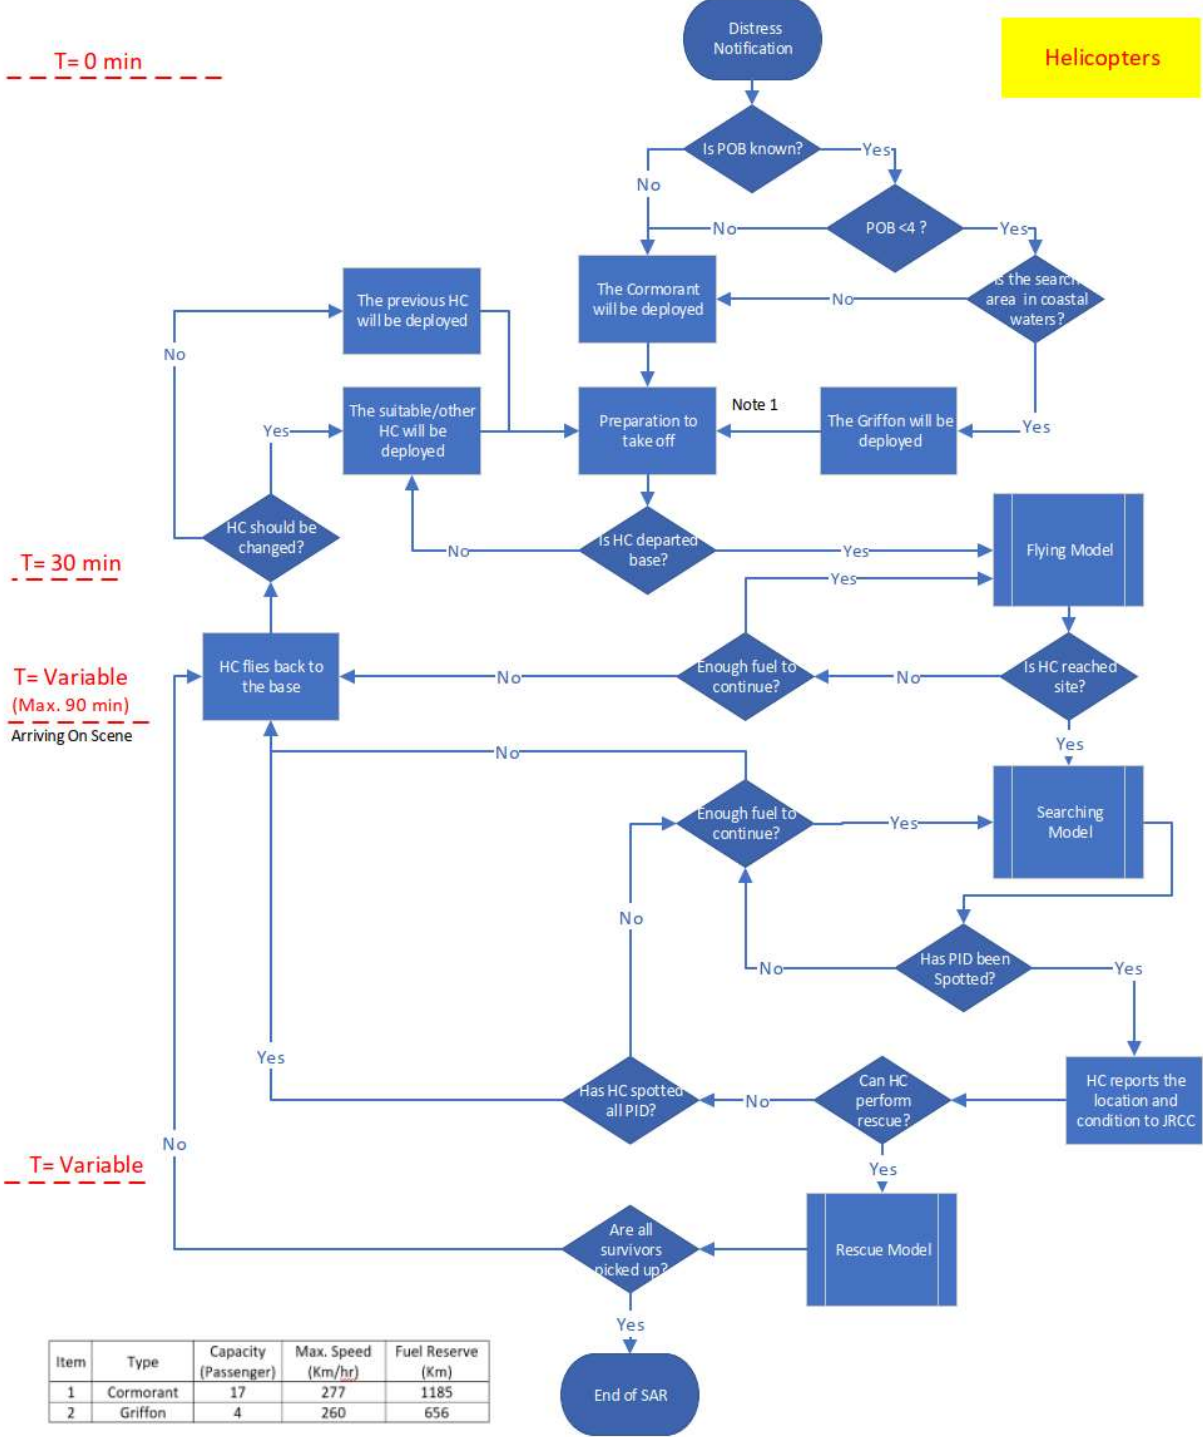 Distress
Notification
Helicopters
T= 0 min
Is POB known?
Yes
No
POB <4 ?
No
Yes
Is the search
area in coastal
waters?
The Cormorant
will be deployed
No
The previous HC
will be deployed
No
The suitable/other
HC will be
deployed
Yes
Preparation to
take off
Note 1
The Griffon will be
deployed
Yes
HC should be
changed?
Is HC departed
base?
No
Yes
Flying Model
T= 30 min
Yes
HC flies back to
the base
No
Enough fuel to
continue?
No
Is HC reached
site?
T= Variable
(Max. 90 min)
Arriving On Scene
Yes
No
Enough fuel to
continue?
Yes
Searching
Model
No
No
Has PID been
Spotted?
Yes
Yes
Has HC spotted
all PID?
No
Can HC
perform
rescue?
HC reports the
location and
condition to JRCC
No
T= Variable
Yes
Are all
survivors
picked up?
Rescue Model
Yes
End of SAR
Item Type Capacity (Passenger) Max. Speed (Km/hr) Fuel Reserve (Km)
1 Cormorant 17 277 1185
2 Griffon 4 260 656